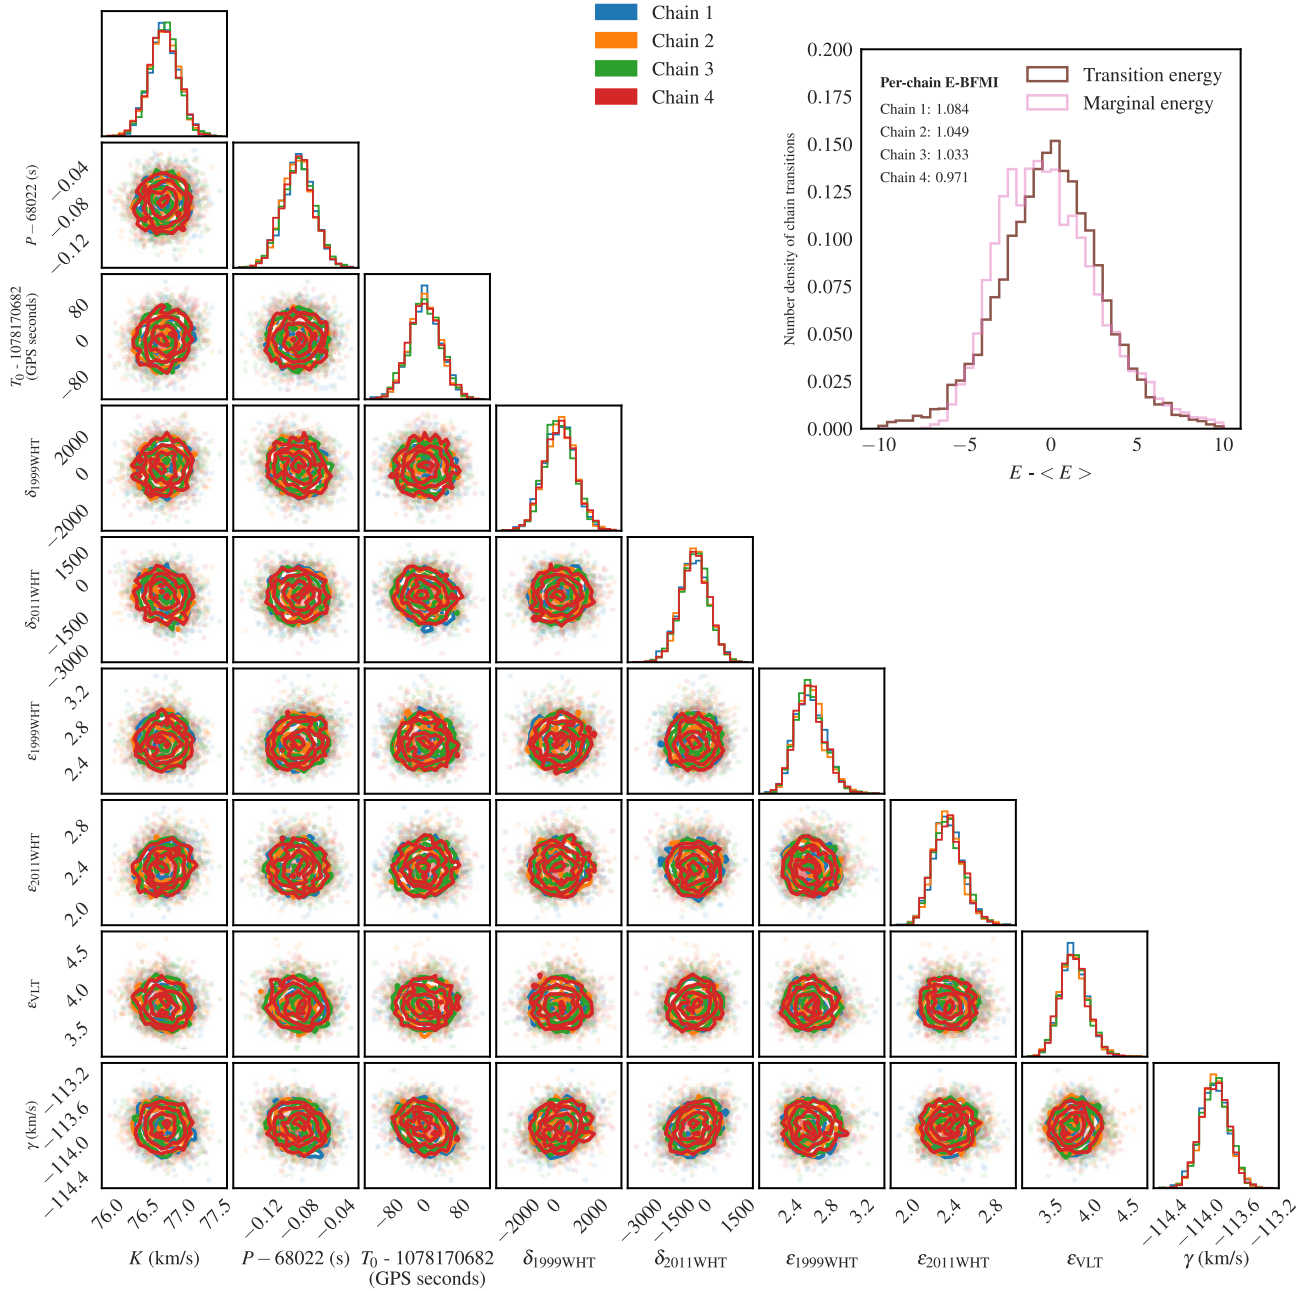 Chain 1
Chain 2
Chain 3
Chain 4
Per-chain E-BFMI
Chain 1: 1.084
Chain 2: 1.049
Chain 3: 1.033
Chain 4: 0.971
Transition energy
Marginal energy
Number density of chain transitions
0.200
0.175
0.150
0.125
0.100
0.075
0.050
0.025
0.000
−10 −5 0 5 10
E - < E >
P − 68022 (s)
−0.04
−0.08
−0.12
T₀ - 1078170682
(GPS seconds)
80
0
−80
δ1999WHT
2000
0
−2000
δ2011WHT
1500
0
−1500
−3000
ε1999WHT
3.2
2.8
2.4
ε2011WHT
2.8
2.4
2.0
εVLT
4.5
4.0
3.5
γ (km/s)
−113.2
−113.6
−114.0
−114.4
76.0 76.5 77.0 77.5
−0.12 −0.08 −0.04
−80 0 80
−2000 0 2000
−3000 −1500 0 1500
2.4 2.8 3.2
2.0 2.4 2.8
3.5 4.0 4.5
−114.4 −114.0 −113.6 −113.2
K (km/s)
P − 68022 (s)
T₀ - 1078170682
(GPS seconds)
δ1999WHT
δ2011WHT
ε1999WHT
ε2011WHT
εVLT
γ (km/s)